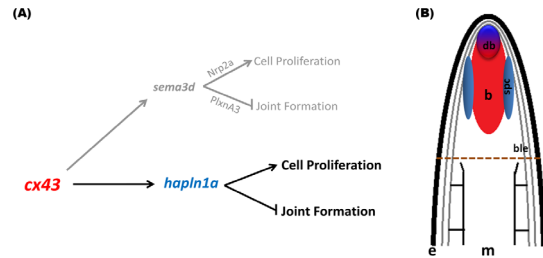 (A)
(B)
Nrp2a
Cell Proliferation
sema3d
PlxnA3
Joint Formation
cx43
hapln1a
Cell Proliferation
Joint Formation
db
b
spc
ble
e
m